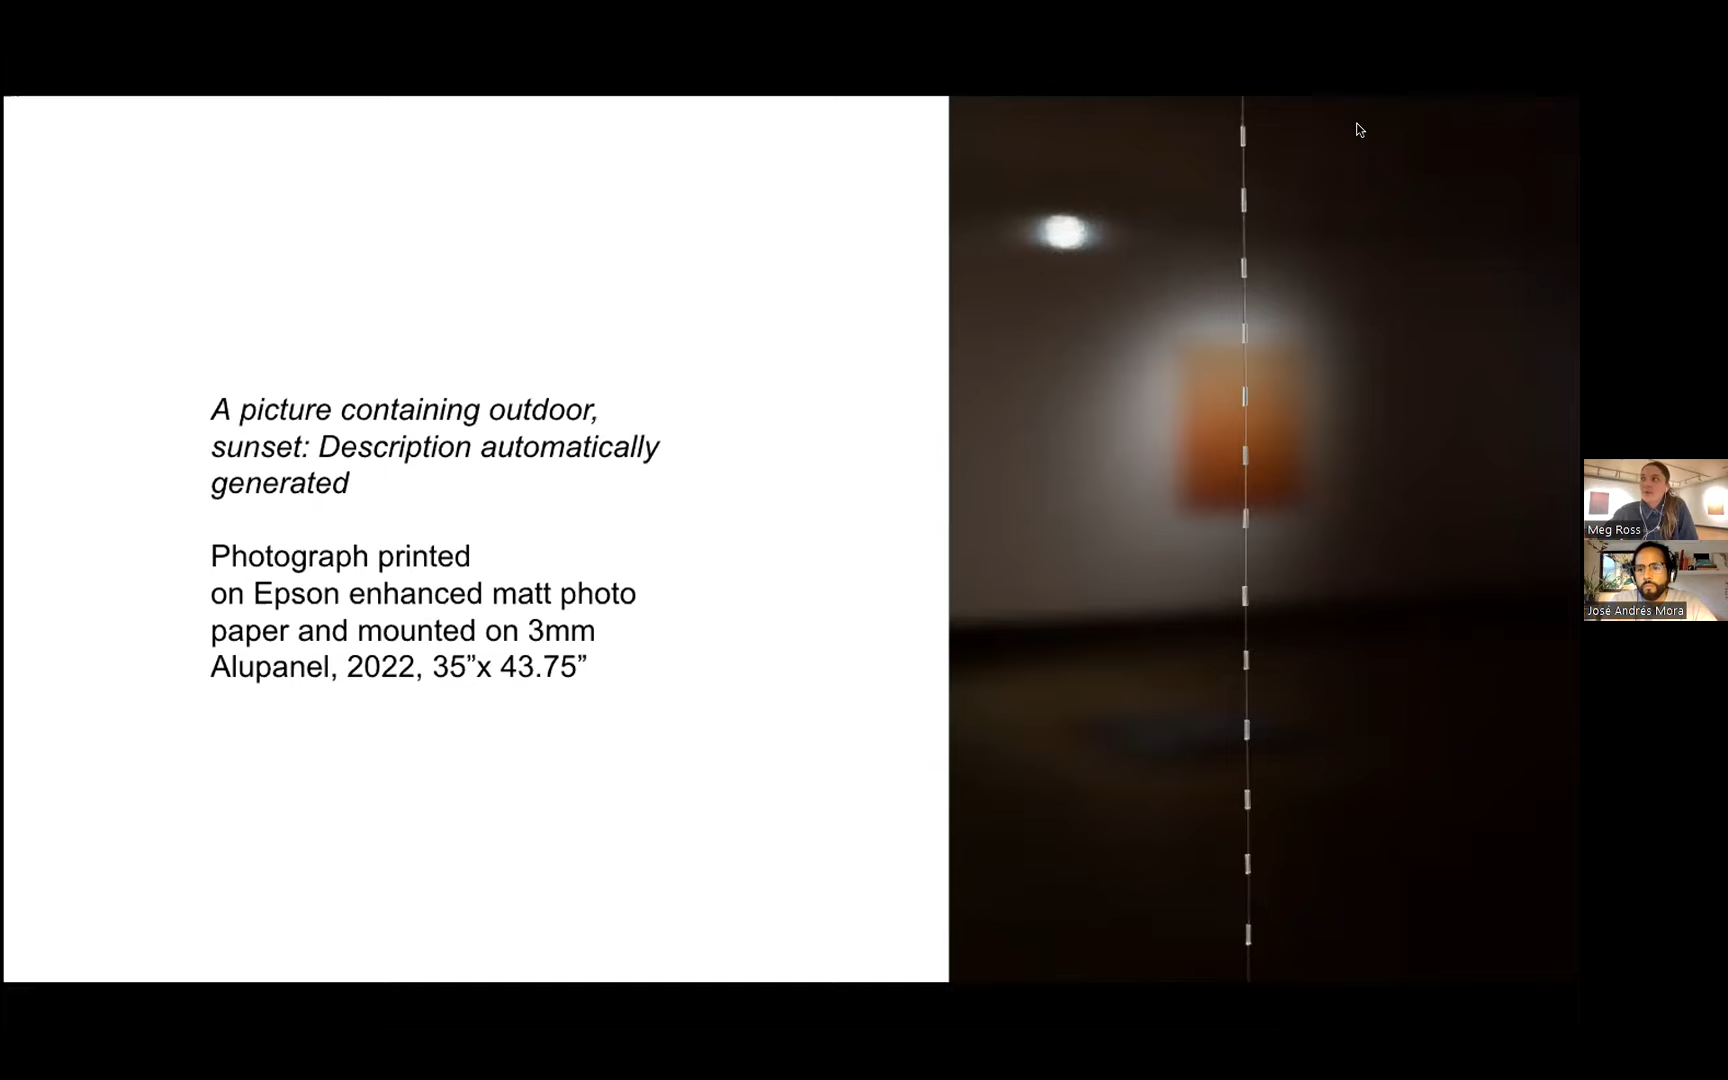 A picture containing outdoor,
sunset: Description automatically
generated
Photograph printed
on Epson enhanced matt photo
paper and mounted on 3mm
Alupanel, 2022, 35”x 43.75”
Meg Ross
José Andrés Mora